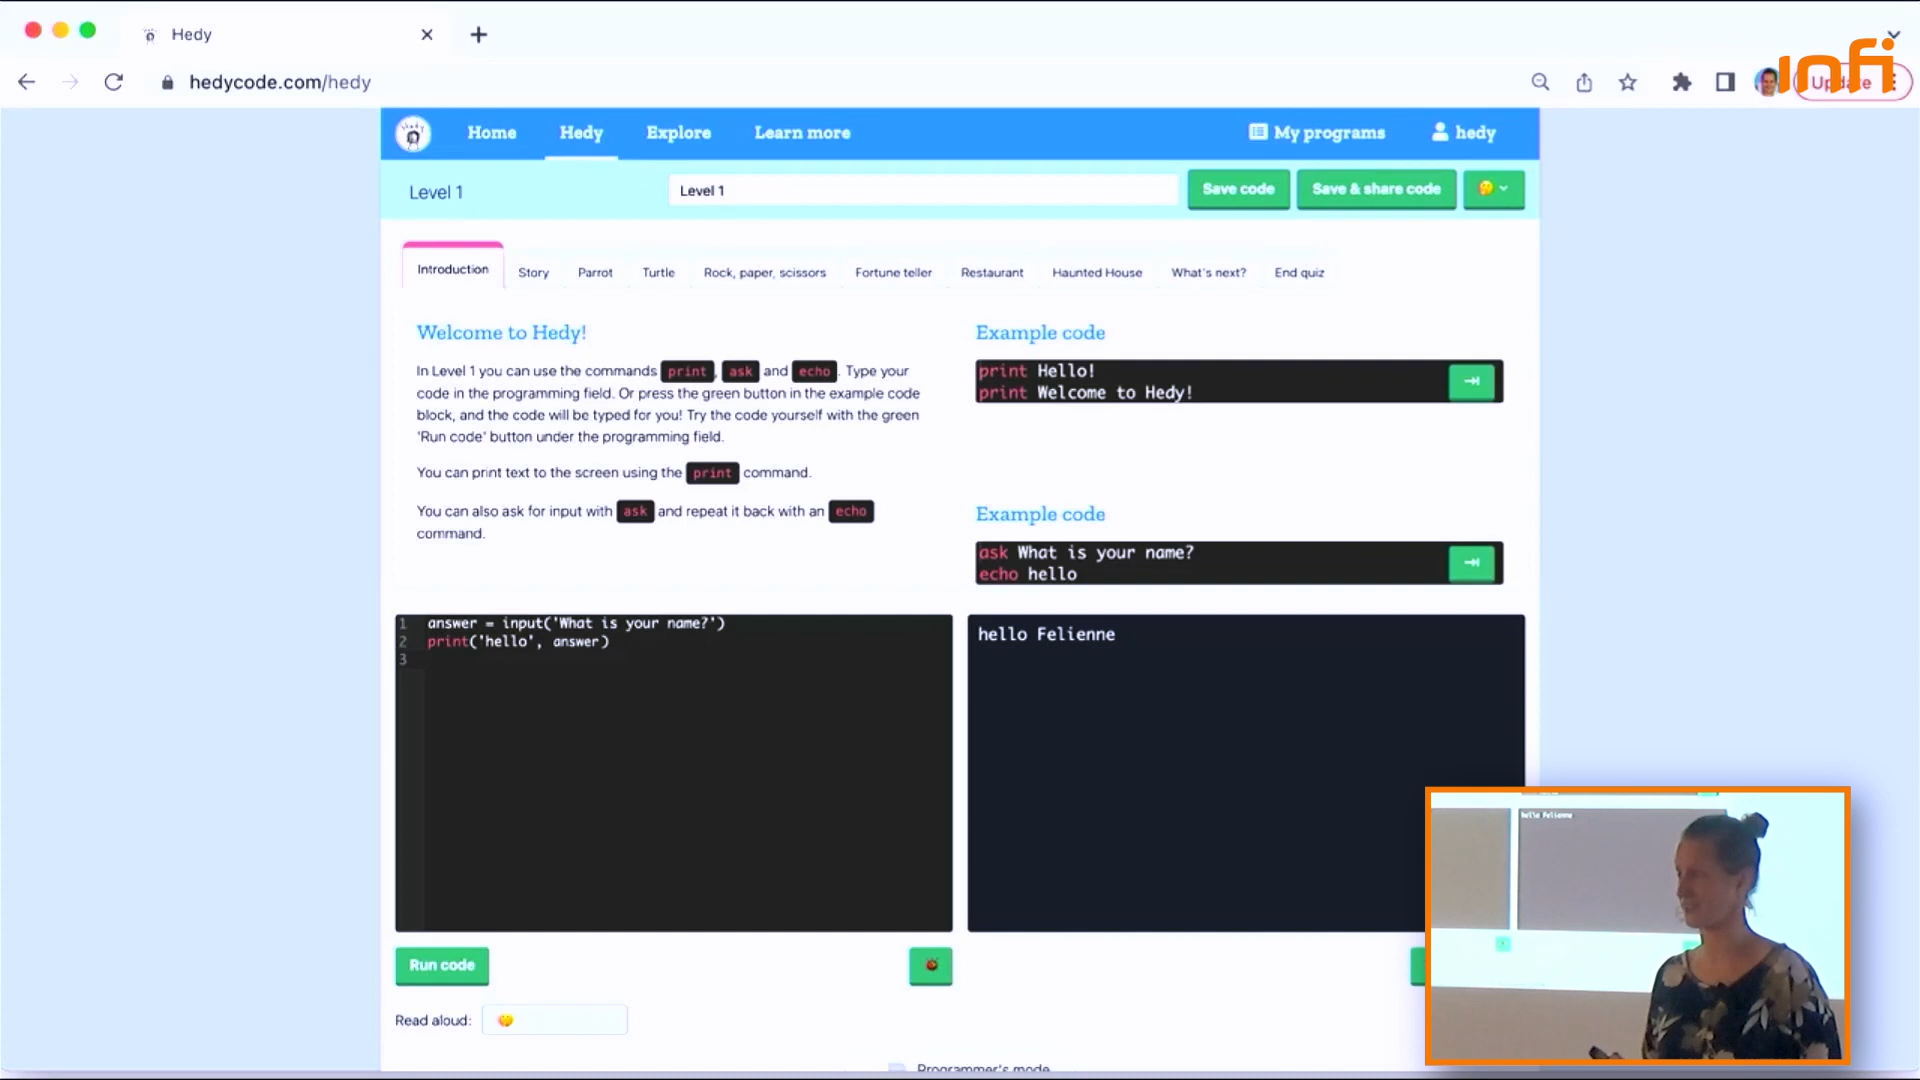 Hedy
hedycode.com/hedy
infi
Home
Hedy
Explore
Learn more
My programs
hedy
Level 1
Level 1
Save code
Save & share code
Introduction
Story
Parrot
Turtle
Rock, paper, scissors
Fortune teller
Restaurant
Haunted House
What's next?
End quiz
Welcome to Hedy!
In Level 1 you can use the commands print, ask and echo. Type your
code in the programming field. Or press the green button in the example code
block, and the code will be typed for you! Try the code yourself with the green
'Run code' button under the programming field.
You can print text to the screen using the print command.
You can also ask for input with ask and repeat it back with an echo
command.
Example code
print Hello!
print Welcome to Hedy!
Example code
ask What is your name?
echo hello
1 answer = input('What is your name?')
2 print('hello', answer)
3
hello Felienne
hello Felienne
Run code
Read aloud:
Programmer's mode